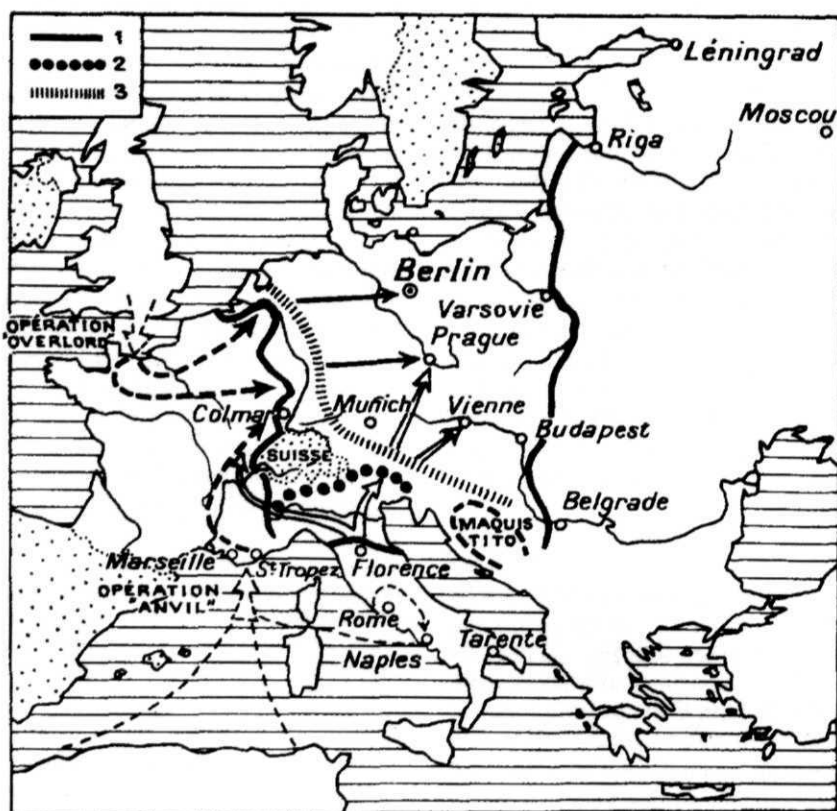 1
2
3
Léningrad
Moscou
Riga
Berlin
Varsovie
Prague
OPÉRATION
"OVERLORD"
Colmar
Munich
Vienne
Budapest
SUISSE
Belgrade
MAQUIS
TITO
Marseille
St Tropez
Florence
OPÉRATION
"ANVIL"
Rome
Naples
Tarente